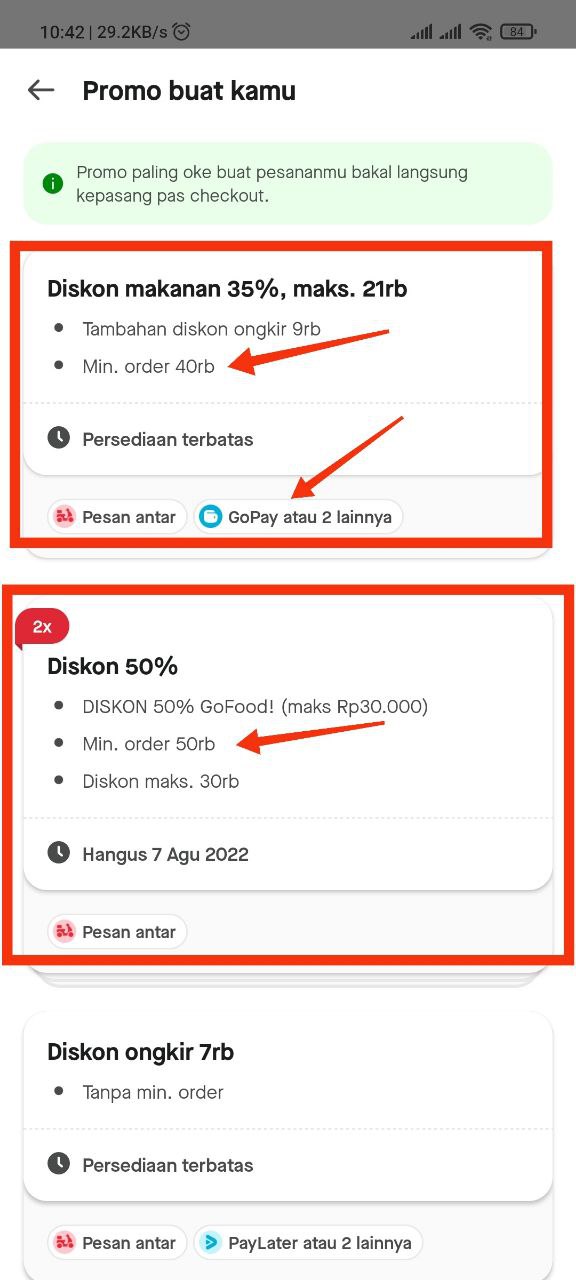 10:42 | 29.2KB/s
84
Promo buat kamu
Promo paling oke buat pesananmu bakal langsung
kepasang pas checkout.
Diskon makanan 35%, maks. 21rb
Tambahan diskon ongkir 9rb
Min. order 40rb
Persediaan terbatas
Pesan antar
GoPay atau 2 lainnya
2x
Diskon 50%
DISKON 50% GoFood! (maks Rp30.000)
Min. order 50rb
Diskon maks. 30rb
Hangus 7 Agu 2022
Pesan antar
Diskon ongkir 7rb
Tanpa min. order
Persediaan terbatas
Pesan antar
PayLater atau 2 lainnya